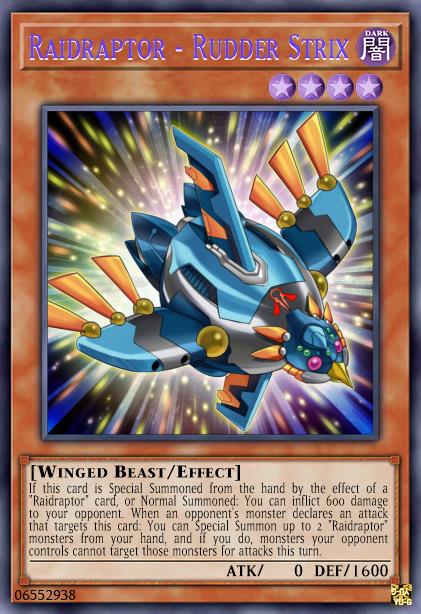 Raidraptor - Rudder Strix
DARK
闇
[Winged Beast/Effect]
If this card is Special Summoned from the hand by the effect of a
"Raidraptor" card, or Normal Summoned: You can inflict 600 damage
to your opponent. When an opponent's monster declares an attack
that targets this card: You can Special Summon up to 2 "Raidraptor"
monsters from your hand, and if you do, monsters your opponent
controls cannot target those monsters for attacks this turn.
ATK/ 0 DEF/1600
06552938